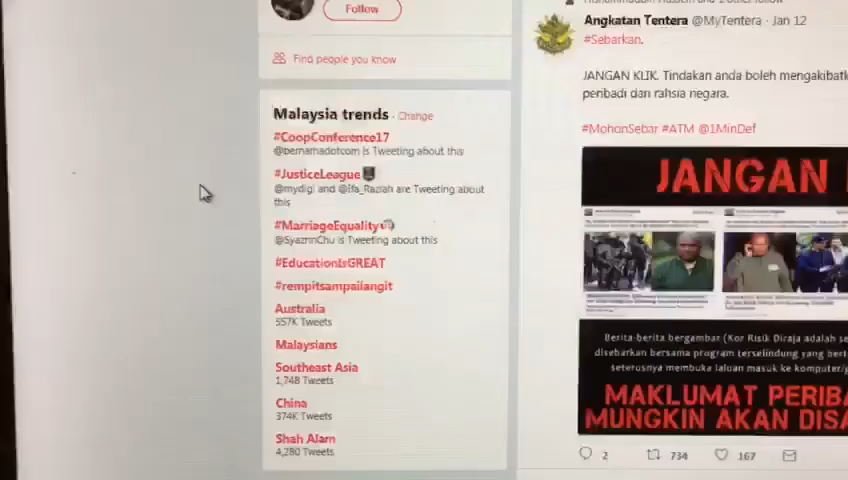 Follow
Find people you know
Malaysia trends · Change
#CoopConference17
@bernamadotcom is Tweeting about this
#JusticeLeague
@mydigi and @Ifa_Raziah are Tweeting about
this
#MarriageEquality
@SyazrinChu is Tweeting about this
#EducationIsGREAT
#rempitsampailangit
Australia
557K Tweets
Malaysians
Southeast Asia
1,748 Tweets
China
374K Tweets
Shah Alam
4,280 Tweets
Angkatan Tentera @MyTentera · Jan 12
#Sebarkan.
JANGAN KLIK. Tindakan anda boleh mengakibatk
peribadi dan rahsia negara.
#MohonSebar #ATM @1MinDef
JANGAN
Berita-berita bergambar (Kor Risik Diraja adalah se
disebarkan bersama program terselindung yang bert
seterusnya membuka laluan masuk ke komputer/g
MAKLUMAT PERIBA
MUNGKIN AKAN DISA
2 734 167